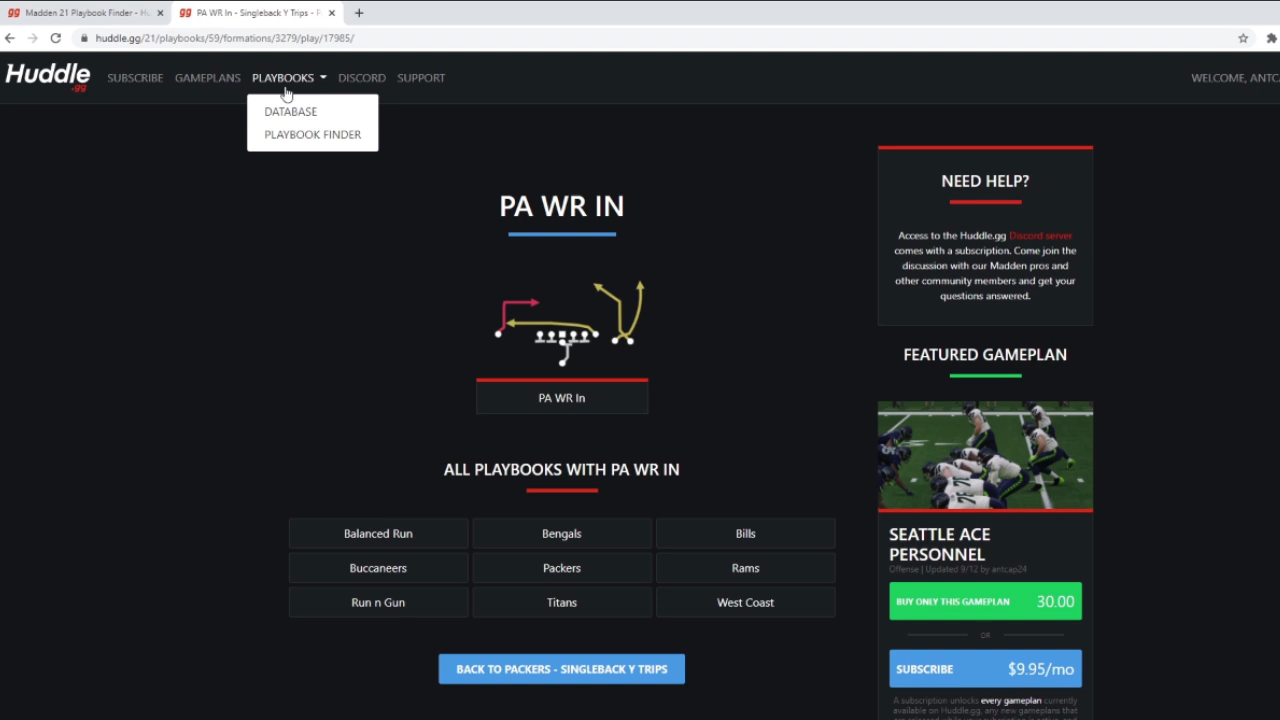 gg Madden 21 Playbook Finder - Hu
gg PA WR In - Singleback Y Trips - P
huddle.gg/21/playbooks/59/formations/3279/play/17985/
Huddle.gg
SUBSCRIBE GAMEPLANS PLAYBOOKS DISCORD SUPPORT
WELCOME, ANTC
DATABASE
PLAYBOOK FINDER
PA WR IN
PA WR In
ALL PLAYBOOKS WITH PA WR IN
Balanced Run Bengals Bills
Buccaneers Packers Rams
Run n Gun Titans West Coast
BACK TO PACKERS - SINGLEBACK Y TRIPS
NEED HELP?
Access to the Huddle.gg Discord server
comes with a subscription. Come join the
discussion with our Madden pros and
other community members and get your
questions answered.
FEATURED GAMEPLAN
SEATTLE ACE
PERSONNEL
Offense | Updated 9/12 by antcap24
BUY ONLY THIS GAMEPLAN 30.00
OR
SUBSCRIBE $9.95/mo
A subscription unlocks every gameplan currently
available on Huddle.gg, any new gameplans that